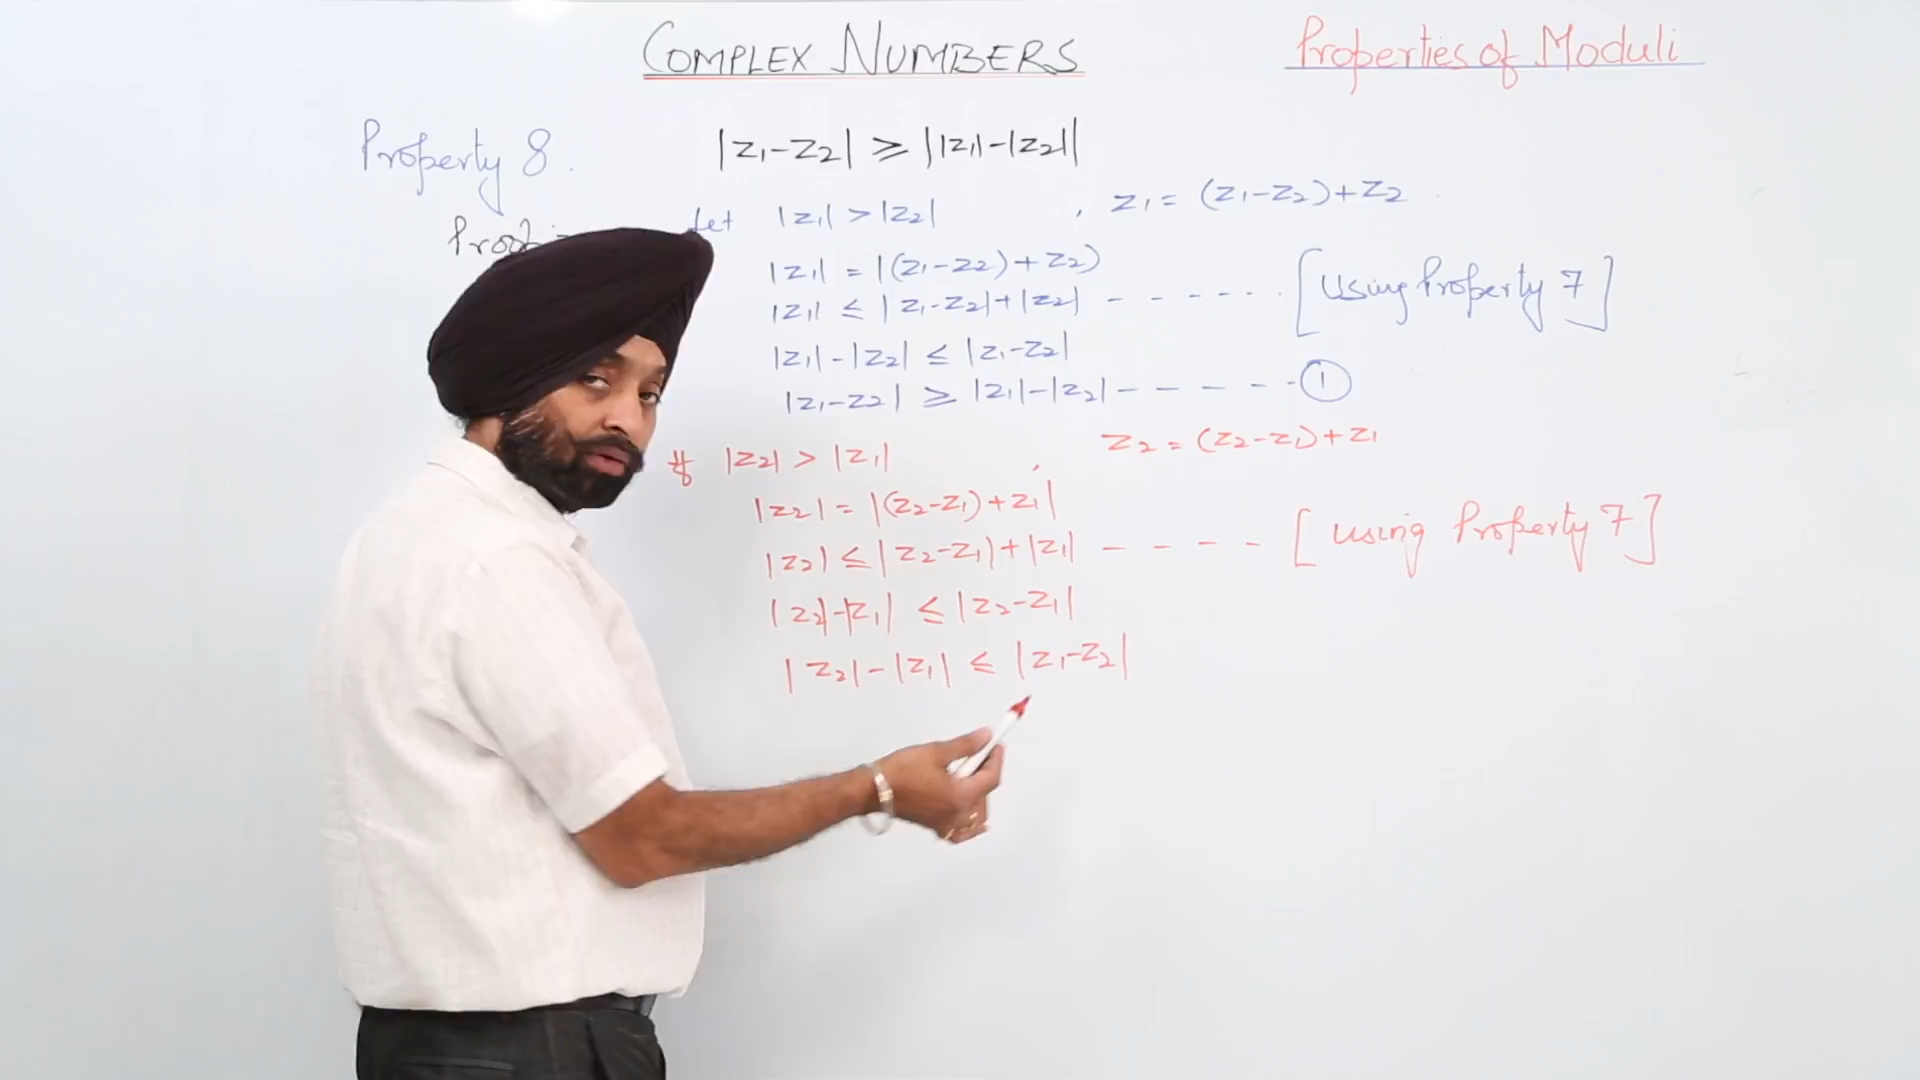 COMPLEX NUMBERS
Properties of Moduli
Property 8.
|z₁-z₂| ≥ ||z₁|-|z₂||
Let |z₁| > |z₂| , z₁ = (z₁-z₂)+z₂
|z₁| = |(z₁-z₂)+z₂)
|z₁| ≤ |z₁-z₂|+|z₂| - - - - - - [Using Property 7]
|z₁|-|z₂| ≤ |z₁-z₂|
|z₁-z₂| ≥ |z₁|-|z₂| - - - - - - ①
If |z₂| > |z₁| , z₂ = (z₂-z₁)+z₁
|z₂| = |(z₂-z₁)+z₁|
|z₂| ≤ |z₂-z₁|+|z₁| - - - - [using Property 7]
|z₂|-|z₁| ≤ |z₂-z₁|
|z₂|-|z₁| ≤ |z₁-z₂|